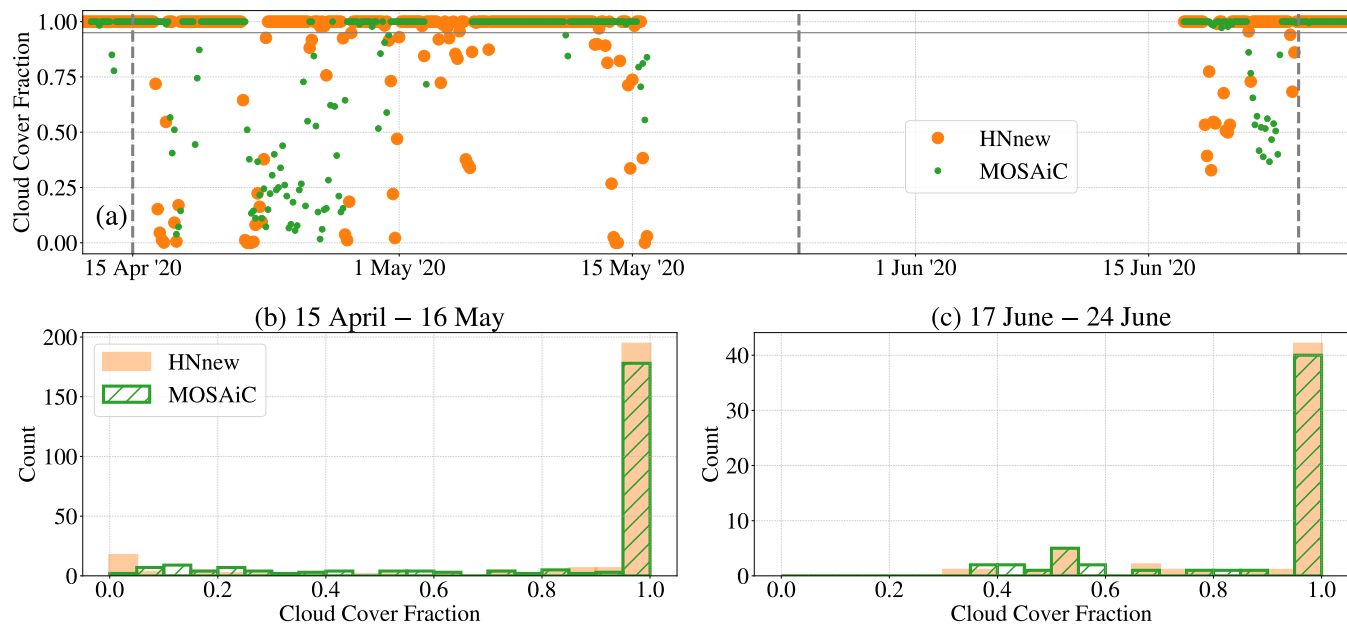 Cloud Cover Fraction
1.00
0.75
0.50
0.25
0.00
(a)
HNnew
MOSAiC
15 Apr '20
1 May '20
15 May '20
1 Jun '20
15 Jun '20
(b) 15 April − 16 May
Count
200
150
100
50
0
HNnew
MOSAiC
0.0 0.2 0.4 0.6 0.8 1.0
Cloud Cover Fraction
(c) 17 June − 24 June
Count
40
30
20
10
0
0.0 0.2 0.4 0.6 0.8 1.0
Cloud Cover Fraction